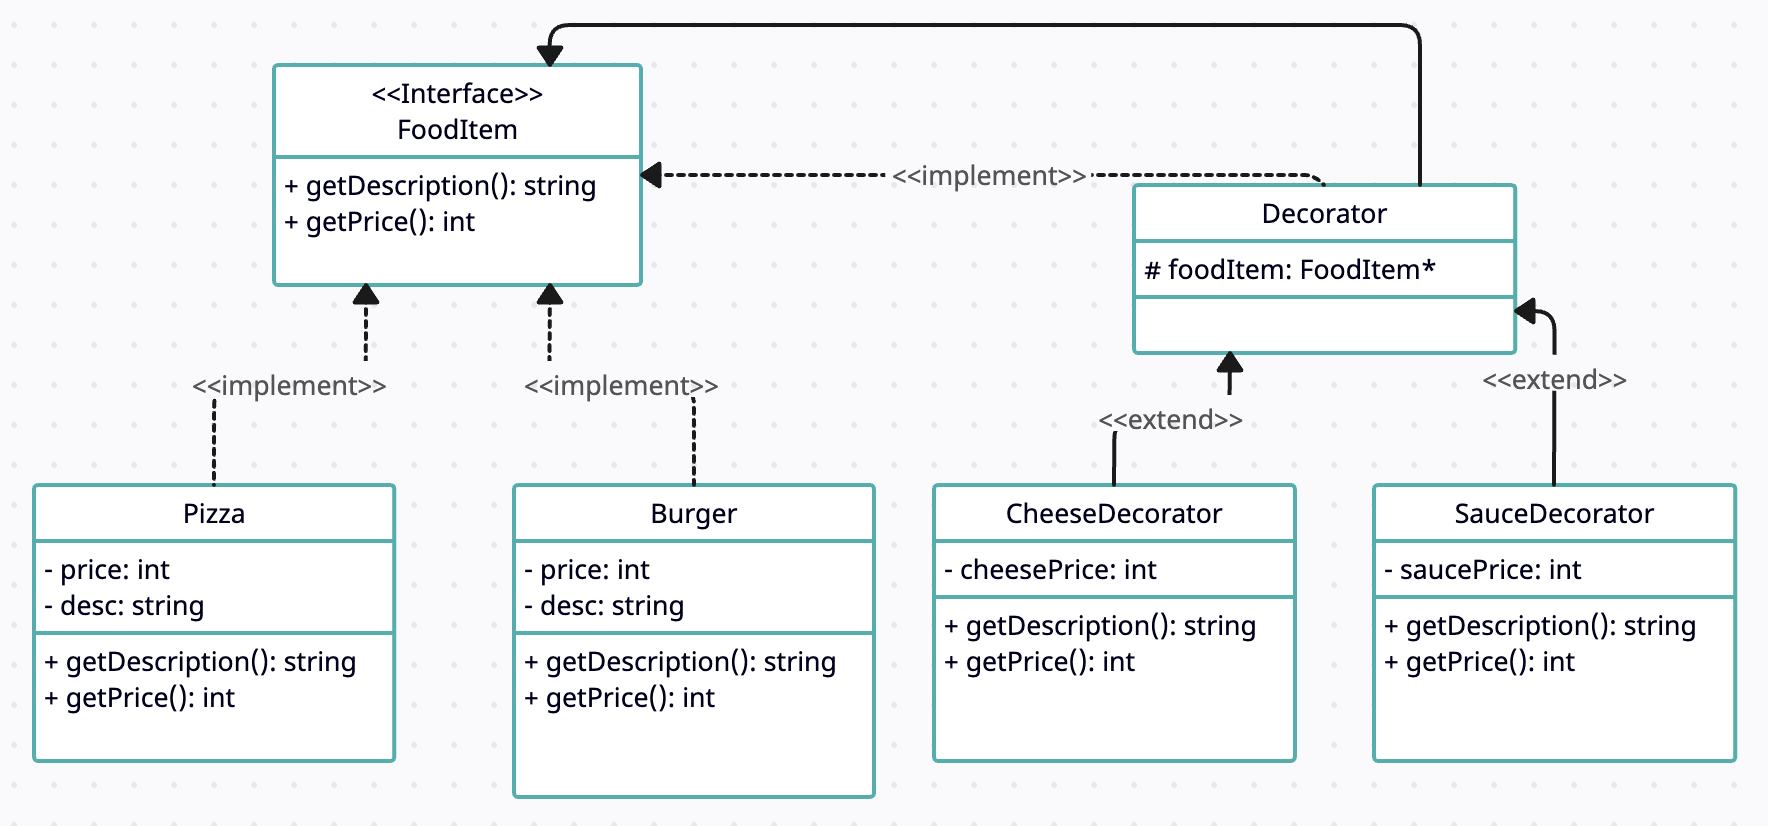 <<Interface>>
FoodItem
+ getDescription(): string
+ getPrice(): int
<<implement>>
Decorator
# foodItem: FoodItem*
<<implement>>
<<implement>>
<<extend>>
<<extend>>
Pizza
- price: int
- desc: string
+ getDescription(): string
+ getPrice(): int
Burger
- price: int
- desc: string
+ getDescription(): string
+ getPrice(): int
CheeseDecorator
- cheesePrice: int
+ getDescription(): string
+ getPrice(): int
SauceDecorator
- saucePrice: int
+ getDescription(): string
+ getPrice(): int